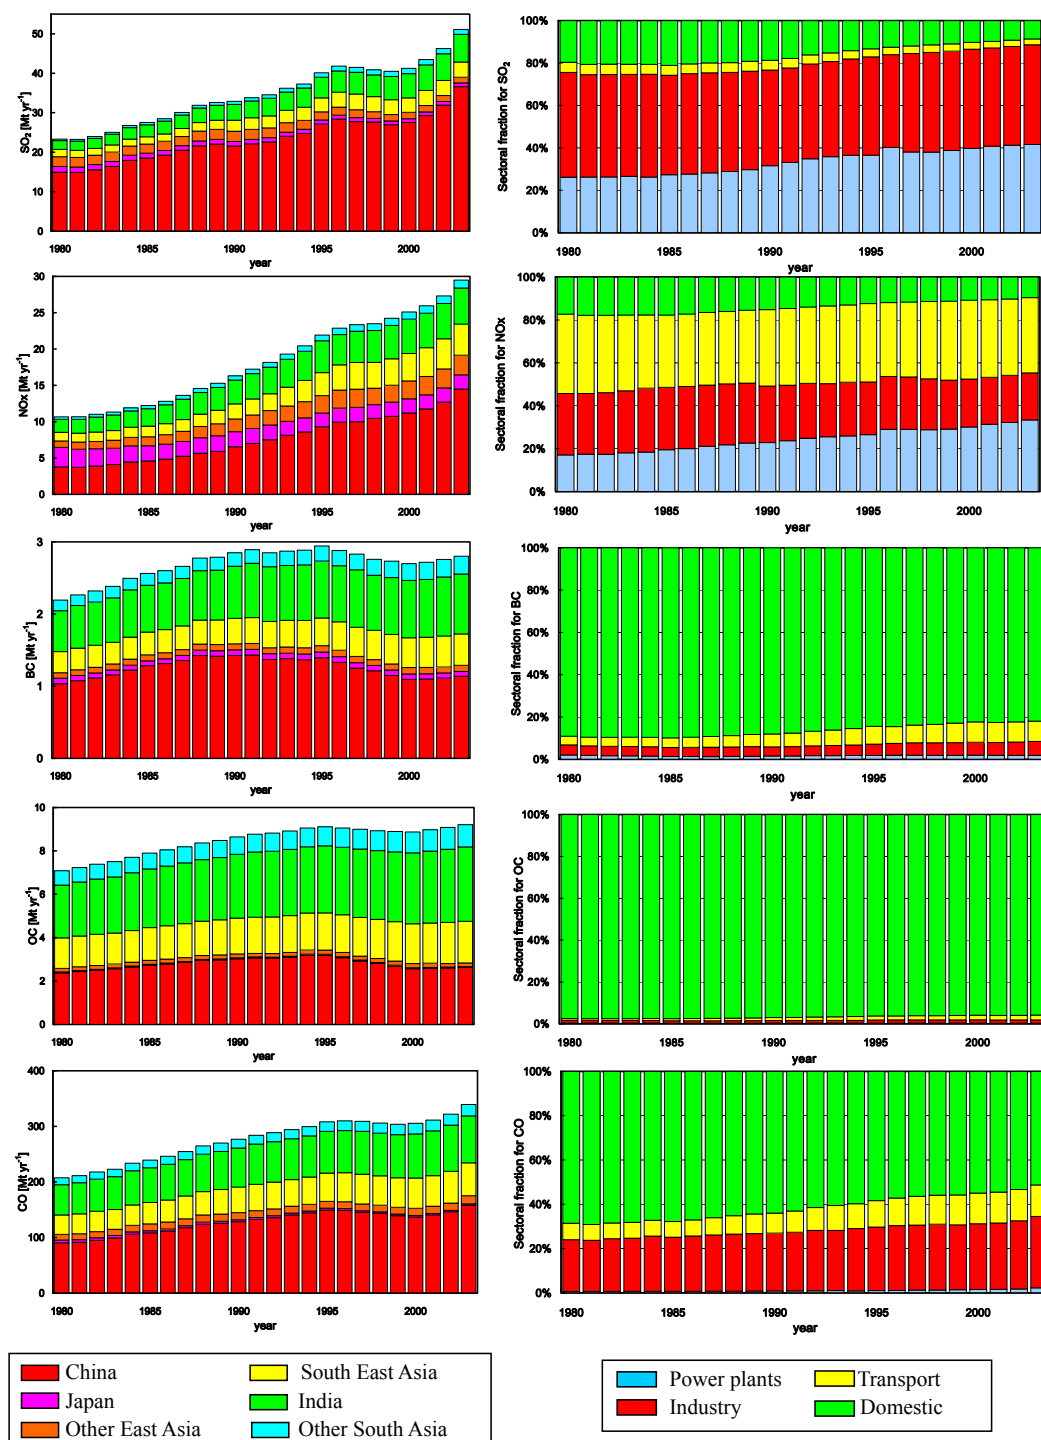 50
40
30
20
10
0
SO2 [Mt yr-1]
1980 1985 1990 1995 2000
year
100%
80%
60%
40%
20%
0%
Sectoral fraction for SO2
1980 1985 1990 1995 2000
year
30
25
20
15
10
5
0
NOx [Mt yr-1]
1980 1985 1990 1995 2000
year
100%
80%
60%
40%
20%
0%
Sectoral fraction for NOx
1980 1985 1990 1995 2000
year
3
2
1
0
BC [Mt yr-1]
1980 1985 1990 1995 2000
year
100%
80%
60%
40%
20%
0%
Sectoral fraction for BC
1980 1985 1990 1995 2000
year
10
8
6
4
2
0
OC [Mt yr-1]
1980 1985 1990 1995 2000
year
100%
80%
60%
40%
20%
0%
Sectoral fraction for OC
1980 1985 1990 1995 2000
year
400
300
200
100
0
CO [Mt yr-1]
1980 1985 1990 1995 2000
year
100%
80%
60%
40%
20%
0%
Sectoral fraction for CO
1980 1985 1990 1995 2000
year
China South East Asia
Japan India
Other East Asia Other South Asia
Power plants Transport
Industry Domestic